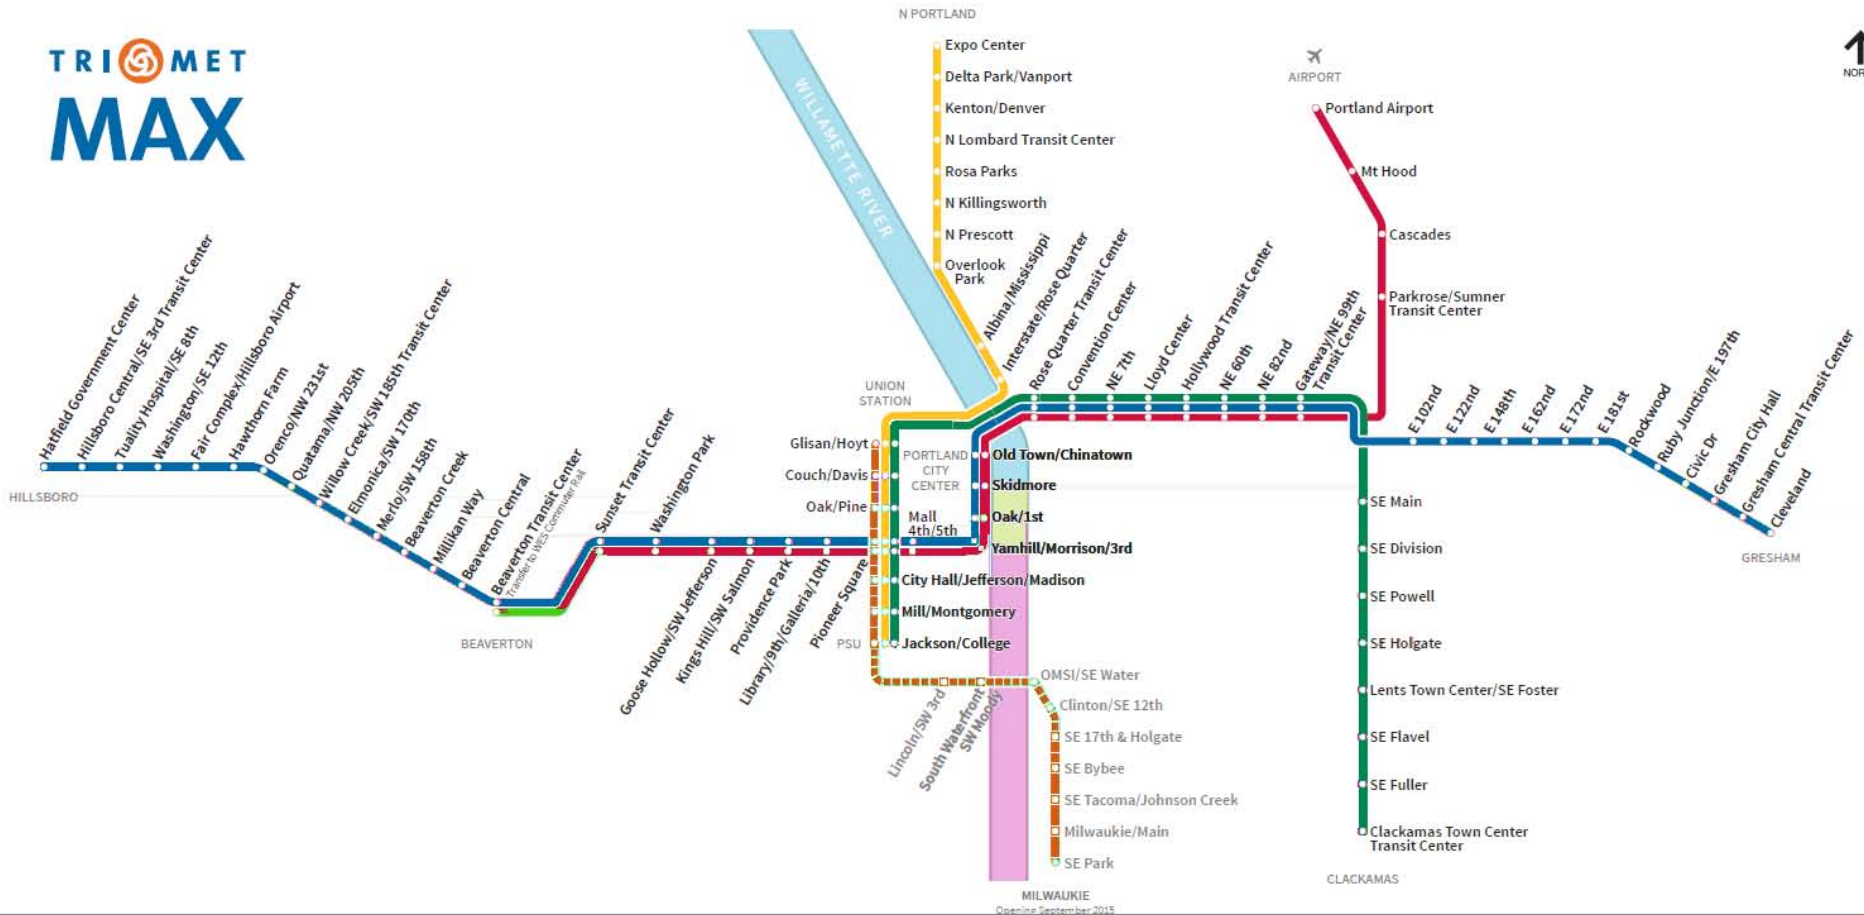 TRI MET
MAX
N PORTLAND
Expo Center
Delta Park/Vanport
Kenton/Denver
N Lombard Transit Center
Rosa Parks
N Killingsworth
N Prescott
Overlook
Park
Albina/Mississippi
Interstate/Rose Quarter
WILLAMETTE RIVER
AIRPORT
Portland Airport
Mt Hood
Cascades
Parkrose/Sumner
Transit Center
NOR
Hatfield Government Center
Hillsboro Central/SE 3rd Transit Center
Tuality Hospital/SE 8th
Washington/SE 12th
Fair Complex/Hillsboro Airport
Hawthorn Farm
Orenco/NW 231st
Quatama/NW 205th
Willow Creek/SW 185th Transit Center
Elmonica/SW 170th
Merlo/SW 158th
Beaverton Creek
Millikan Way
Beaverton Central
Beaverton Transit Center
Transfer to WES Commuter Rail
Sunset Transit Center
Washington Park
HILLSBORO
BEAVERTON
Goose Hollow/SW Jefferson
Kings Hill/SW Salmon
Providence Park
Library/9th/Galleria/10th
Pioneer Square
UNION
STATION
Glisan/Hoyt
Couch/Davis
Oak/Pine
PORTLAND
CITY
CENTER
Mall
4th/5th
Old Town/Chinatown
Skidmore
Oak/1st
Yamhill/Morrison/3rd
City Hall/Jefferson/Madison
Mill/Montgomery
PSU
Jackson/College
Rose Quarter Transit Center
Convention Center
NE 7th
Lloyd Center
Hollywood Transit Center
NE 60th
NE 82nd
Gateway/NE 99th
Transit Center
E 102nd
E 122nd
E 148th
E 162nd
E 172nd
E 181st
Rockwood
Ruby Junction/E 197th
Civic Dr
Gresham City Hall
Gresham Central Transit Center
Cleveland
GRESHAM
SE Main
SE Division
SE Powell
SE Holgate
Lents Town Center/SE Foster
SE Flavel
SE Fuller
Clackamas Town Center
Transit Center
CLACKAMAS
Lincoln/SW 3rd
South Waterfront
SW Moody
OMSI/SE Water
Clinton/SE 12th
SE 17th & Holgate
SE Bybee
SE Tacoma/Johnson Creek
Milwaukie/Main
SE Park
MILWAUKIE
Opening September 2015